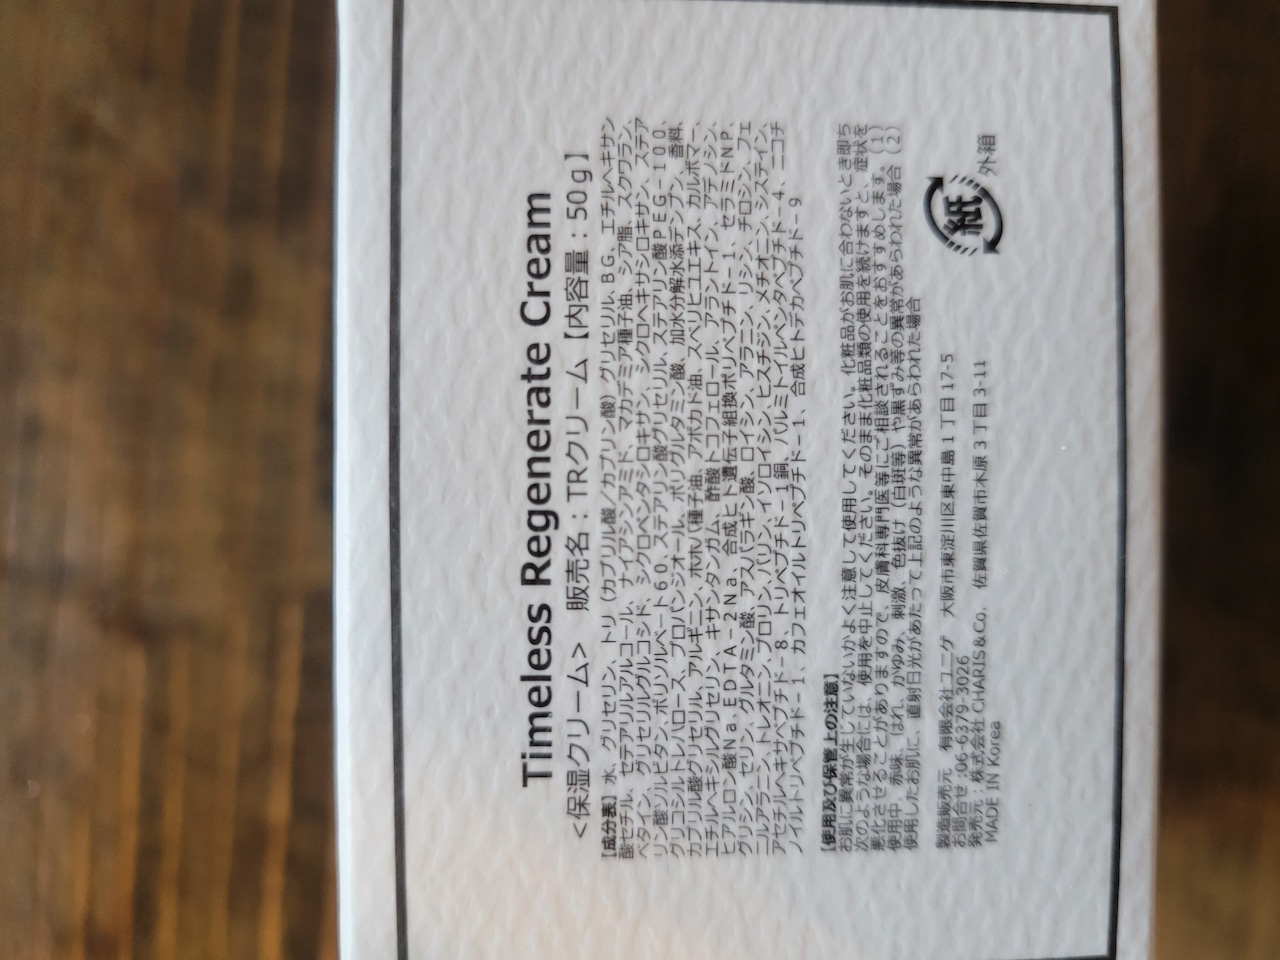 Timeless Regenerate Cream
<保湿クリーム> 販売名：TRクリーム【内容量：50ｇ】
【成分表】水、グリセリン、トリ（カプリル酸／カプリン酸）グリセリル、ＢＧ、エチルヘキサン
酸セチル、セテアリルアルコール、ナイアシンアミド、マカデミア種子油、シア脂、スクワラン、
ベタイン、グリセリルグルコシド、シクロペンタシロキサン、シクロヘキサシロキサン、ステア
リン酸ソルビタン、ポリソルベート６０、ステアリン酸グリセリル、ステアリン酸ＰＥＧ－１００、
グリコシルトレハロース、プロパンジオール、ポリグルタミン酸、加水分解水添デンプン、香料、
カプリル酸グリセリル、アルギニン、ホホバ種子油、アボカド油、スベリヒユエキス、カルボマー、
エチルヘキシルグリセリン、キサンタンガム、酢酸トコフェロール、アラントイン、アデノシン、
ヒアルロン酸Ｎａ、ＥＤＴＡ－２Ｎａ、合成ヒト遺伝子組換ポリペプチド－１、セラミドＮＰ、
グリシン、セリン、グルタミン酸、アスパラギン酸、ロイシン、アラニン、リシン、チロシン、フェ
ニルアラニン、トレオニン、プロリン、バリン、イソロイシン、ヒスチジン、メチオニン、システイン、
アセチルヘキサペプチド－８、トリペプチド－１銅、パルミトイルペンタペプチド－４、ニコチ
ノイルトリペプチド－１、カフェオイルトリペプチド－１、合成ヒトデカペプチド－９
【使用及び保管上の注意】
お肌に異常が生じていないかよく注意して使用してください。化粧品がお肌に合わないとき即ち
次のような場合には、使用を中止してください。そのまま化粧品類の使用を続けますと、症状を
悪化させることがありますので、皮膚科専門医等にご相談されることをおすすめします。（1）
使用中、赤味、はれ、かゆみ、刺激、色抜け（白斑等）や黒ずみ等の異常があらわれた場合（2）
使用したお肌に、直射日光があたって上記のような異常があらわれた場合
製造販売元 有限会社ユニゲ 大阪市東淀川区東中島１丁目17-5
お問合せ：06-6379-3026
発売元：株式会社 CHARIS&Co. 佐賀県佐賀市木原３丁目3-11
MADE IN Korea
紙
外箱